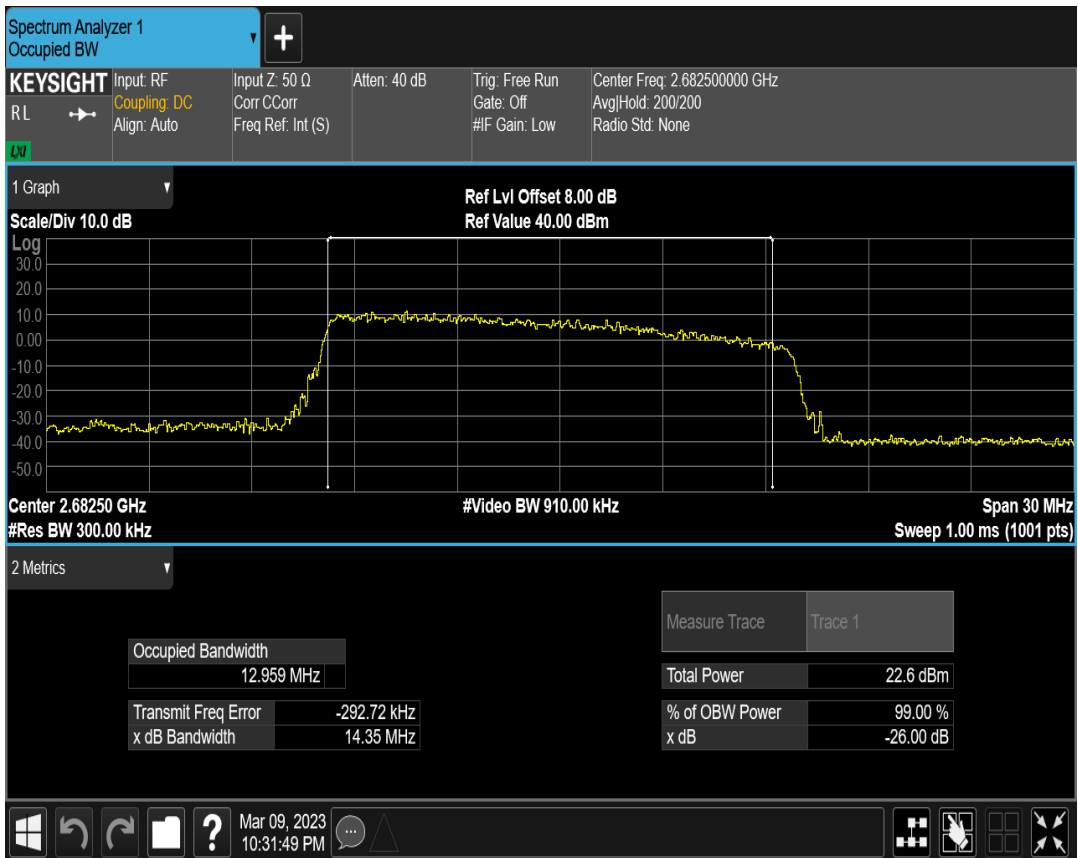 Spectrum Analyzer 1
Occupied BW
KEYSIGHT
RL
LXI
Input: RF
Coupling: DC
Align: Auto
Input Z: 50 Ω
Corr CCorr
Freq Ref: Int (S)
Atten: 40 dB
Trig: Free Run
Gate: Off
#IF Gain: Low
Center Freq: 2.682500000 GHz
Avg|Hold: 200/200
Radio Std: None
1 Graph
Scale/Div 10.0 dB
Ref Lvl Offset 8.00 dB
Ref Value 40.00 dBm
Log
30.0
20.0
10.0
0.00
-10.0
-20.0
-30.0
-40.0
-50.0
Center 2.68250 GHz
#Video BW 910.00 kHz
Span 30 MHz
#Res BW 300.00 kHz
Sweep 1.00 ms (1001 pts)
2 Metrics
Measure Trace Trace 1
Occupied Bandwidth
12.959 MHz
Total Power 22.6 dBm
Transmit Freq Error -292.72 kHz
% of OBW Power 99.00 %
x dB Bandwidth 14.35 MHz
x dB -26.00 dB
?
Mar 09, 2023
10:31:49 PM